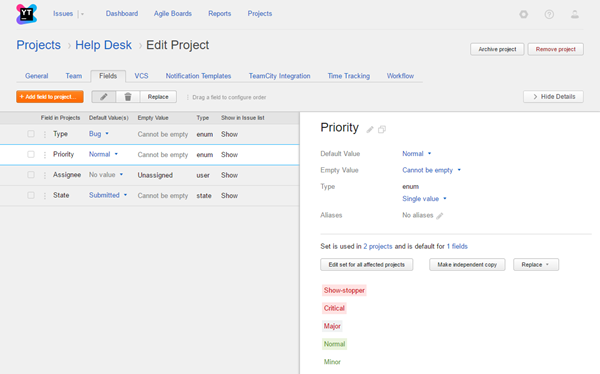 YT
Issues Dashboard Agile Boards Reports Projects
Projects › Help Desk › Edit Project
Archive project Remove project
General Team Fields VCS Notification Templates TeamCity Integration Time Tracking Workflow
+ Add field to project... Replace Drag a field to configure order > Hide Details
Field in Projects Default Value(s) Empty Value Type Show in Issue list
Type Bug Cannot be empty enum Show
Priority Normal Cannot be empty enum Show
Assignee No value Unassigned user Show
State Submitted Cannot be empty state Show
Priority
Default Value Normal
Empty Value Cannot be empty
Type enum
Single value
Aliases No aliases
Set is used in 2 projects and is default for 1 fields
Edit set for all affected projects Make independent copy Replace
Show-stopper
Critical
Major
Normal
Minor